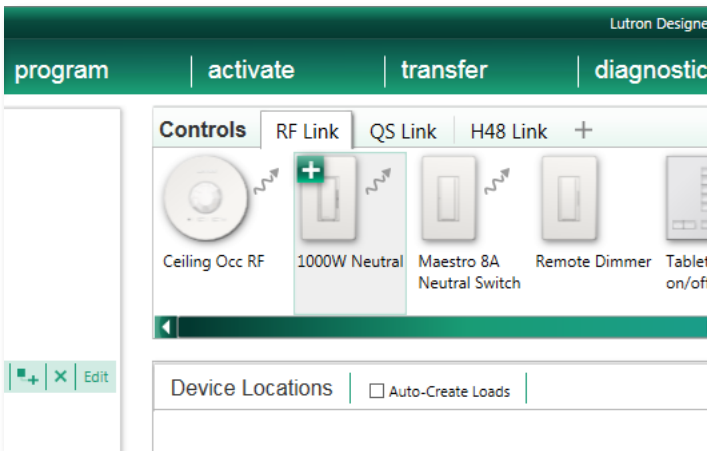 Lutron Designe
program activate transfer diagnostic
Controls RF Link QS Link H48 Link
Ceiling Occ RF 1000W Neutral Maestro 8A Remote Dimmer Tablet
Neutral Switch on/off
Edit
Device Locations Auto-Create Loads